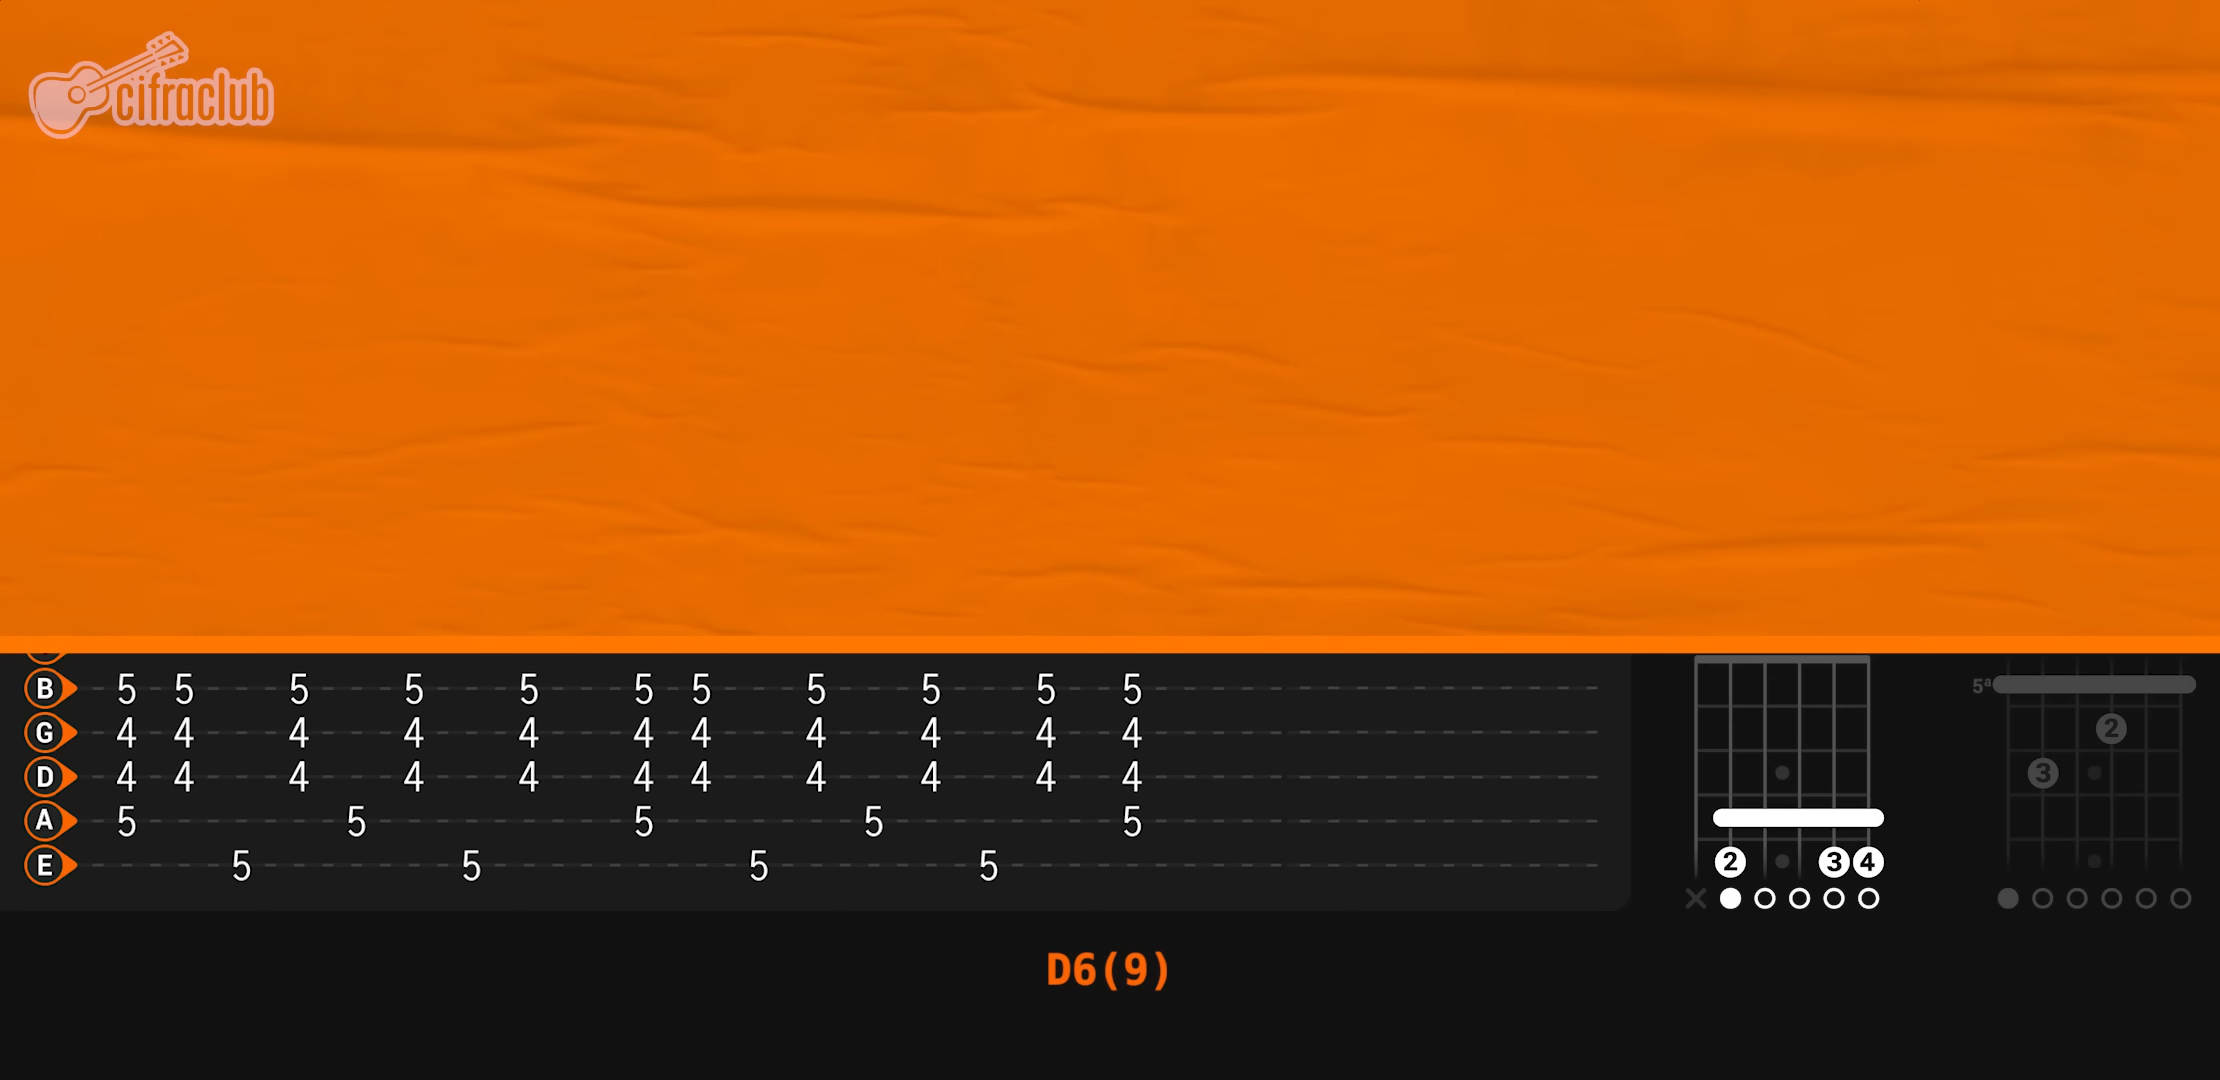 cifraclub
B 5 5 5 5 5 5 5 5 5 5 5
G 4 4 4 4 4 4 4 4 4 4 4
D 4 4 4 4 4 4 4 4 4 4 4
A 5 5 5 5 5
E 5 5 5 5
5ª
2
3
2 3 4
X
D6(9)